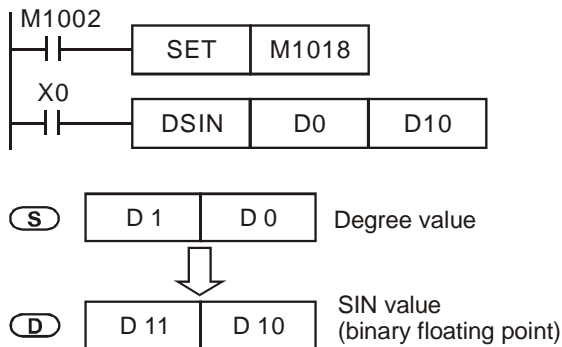 M1002
SET M1018
X0
DSIN D0 D10
S D 1 D 0 Degree value
D D 11 D 10 SIN value
(binary floating point)